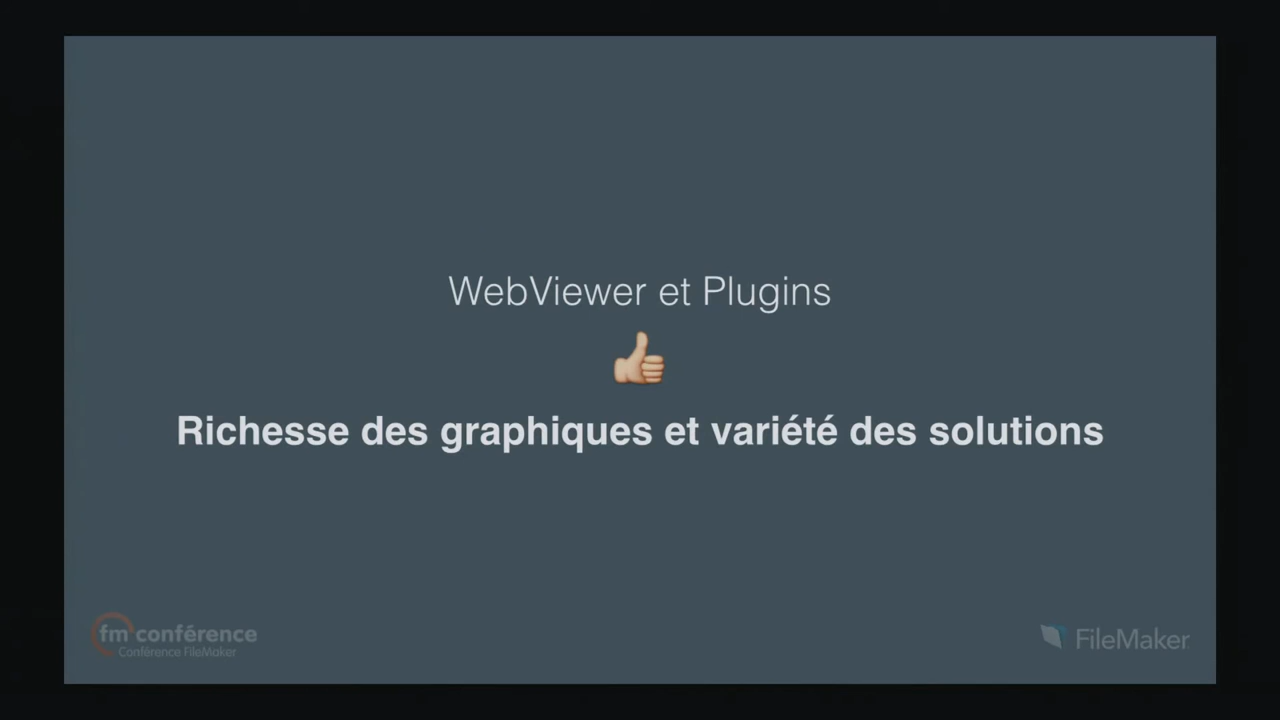 WebViewer et Plugins
Richesse des graphiques et variété des solutions
fm conférence
Conférence FileMaker
FileMaker